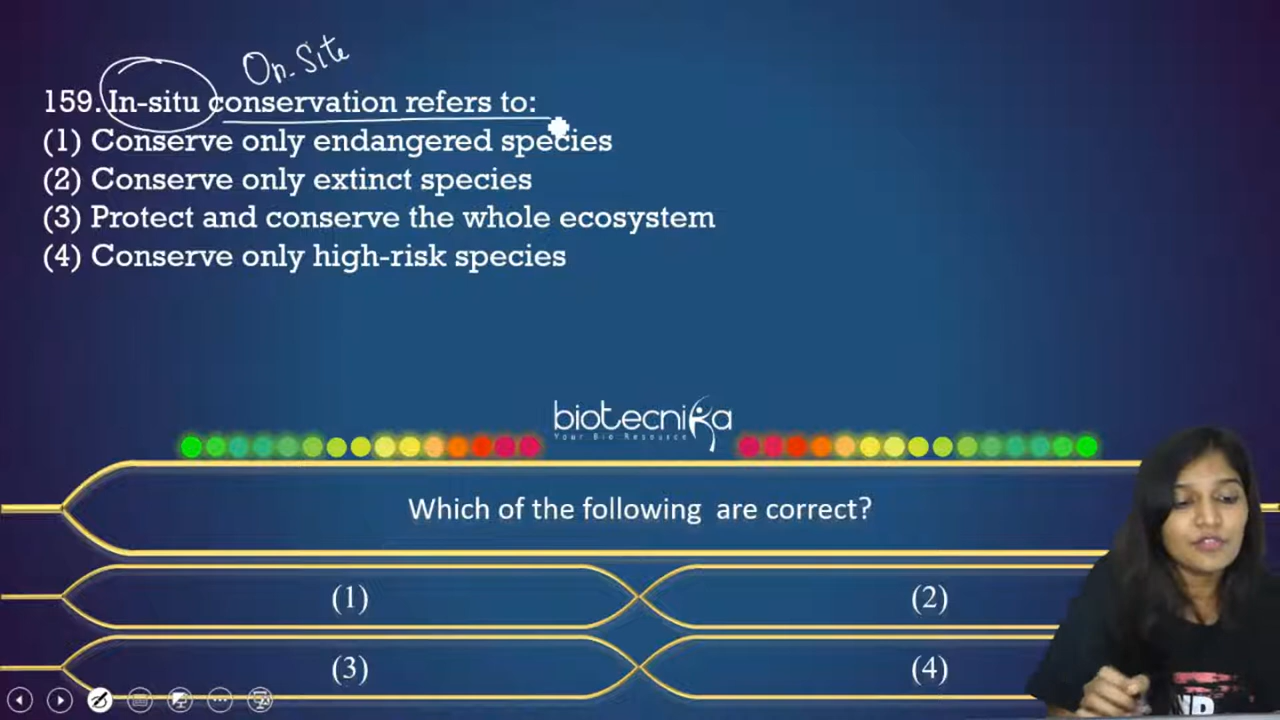 On-Site
159. In-situ conservation refers to:
(1) Conserve only endangered species
(2) Conserve only extinct species
(3) Protect and conserve the whole ecosystem
(4) Conserve only high-risk species
biotecnika
Your Bio Resource
Which of the following are correct?
(1)
(2)
(3)
(4)